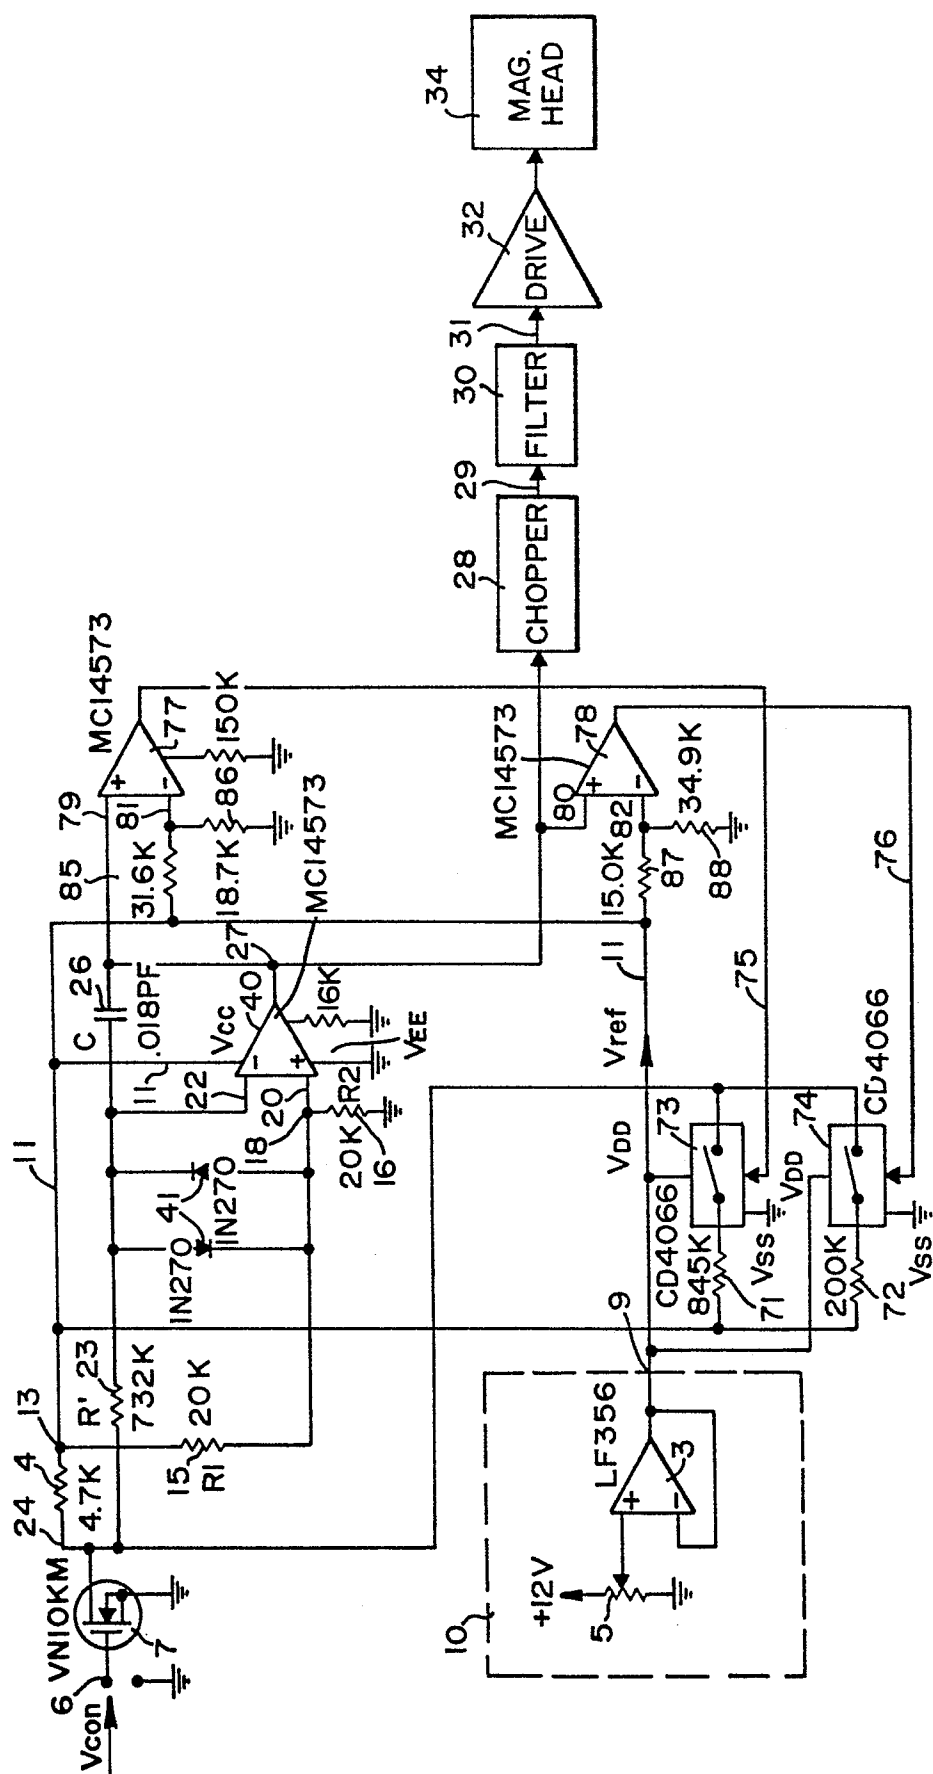 Vcon
6
VN10KM
7
24
4
4.7K
13
R'
23
732K
15
R1
20K
11
1N270
41
1N270
C
26
.018PF
11
22
Vcc
40
-
+
20
18
20K
R2
16
16K
VEE
27
MC14573
85
79
31.6K
81
18.7K
86
MC14573
+
-
77
150K
MC14573
80
78
+
-
82
15.0K
87
34.9K
88
28
CHOPPER
29
30
FILTER
31
32
DRIVE
34
MAG.
HEAD
10
+12V
5
LF356
+
-
3
9
VDD
Vref
11
CD4066
73
845K
71
VSS
75
VDD
74
CD4066
200K
72
VSS
76